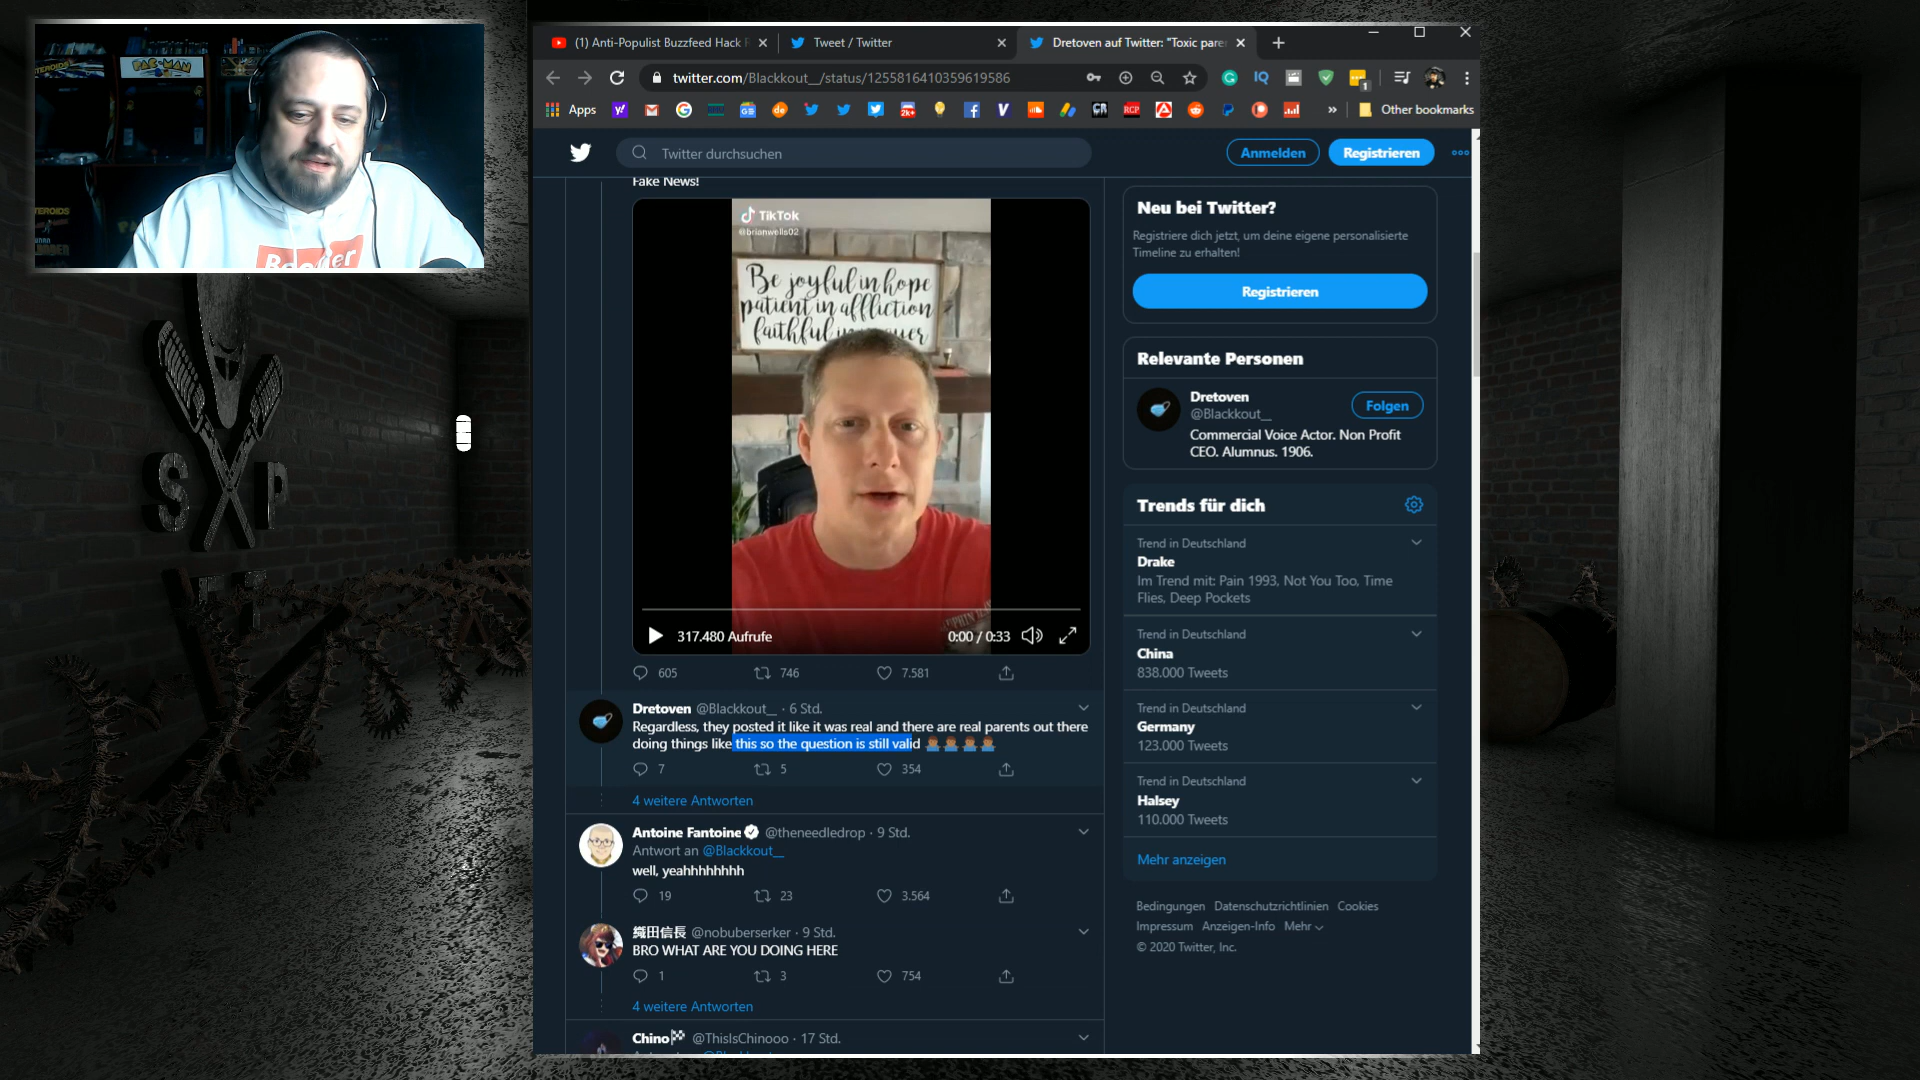 (1) Anti-Populist Buzzfeed Hack
Tweet / Twitter
Dretoven auf Twitter: "Toxic pare
twitter.com/Blackkout__/status/1255816410359619586
Apps
Other bookmarks
Twitter durchsuchen
Anmelden
Registrieren
Fake News!
TikTok
@brianwells02
Be joyful in hope
patient in affliction
faithful in
317.480 Aufrufe
0:00 / 0:33
605
746
7.581
Dretoven @Blackkout__ · 6 Std.
Regardless, they posted it like it was real and there are real parents out there
doing things like this so the question is still valid
7
5
354
4 weitere Antworten
Antoine Fantoine @theneedledrop · 9 Std.
Antwort an @Blackkout__
well, yeahhhhhhhh
19
23
3.564
織田信長 @nobuberserker · 9 Std.
BRO WHAT ARE YOU DOING HERE
1
3
754
4 weitere Antworten
Chino @ThisIsChinooo · 17 Std.
Neu bei Twitter?
Registriere dich jetzt, um deine eigene personalisierte
Timeline zu erhalten!
Registrieren
Relevante Personen
Dretoven
@Blackkout__
Folgen
Commercial Voice Actor. Non Profit
CEO. Alumnus. 1906.
Trends für dich
Trend in Deutschland
Drake
Im Trend mit: Pain 1993, Not You Too, Time
Flies, Deep Pockets
Trend in Deutschland
China
838.000 Tweets
Trend in Deutschland
Germany
123.000 Tweets
Trend in Deutschland
Halsey
110.000 Tweets
Mehr anzeigen
Bedingungen Datenschutzrichtlinien Cookies
Impressum Anzeigen-Info Mehr
© 2020 Twitter, Inc.
PAC-MAN
S P